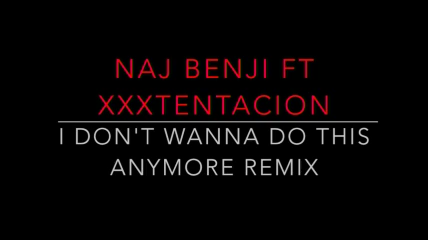 NAJ BENJI FT
XXXTENTACION
I DON'T WANNA DO THIS
ANYMORE REMIX